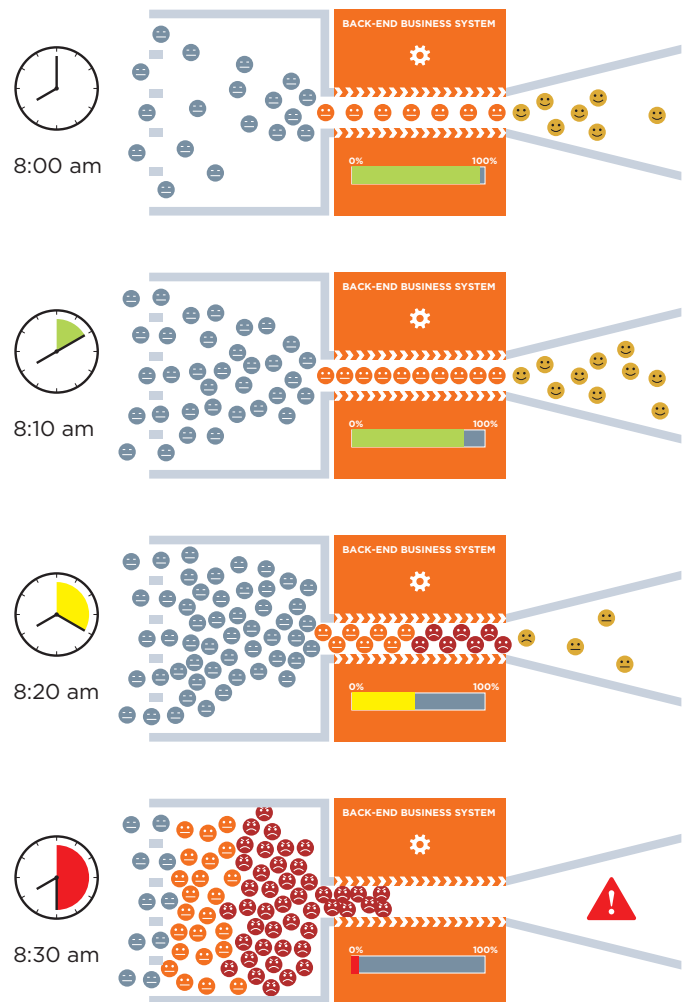 BACK-END BUSINESS SYSTEM
0% 100%
8:00 am
BACK-END BUSINESS SYSTEM
0% 100%
8:10 am
BACK-END BUSINESS SYSTEM
0% 100%
8:20 am
BACK-END BUSINESS SYSTEM
!
0% 100%
8:30 am